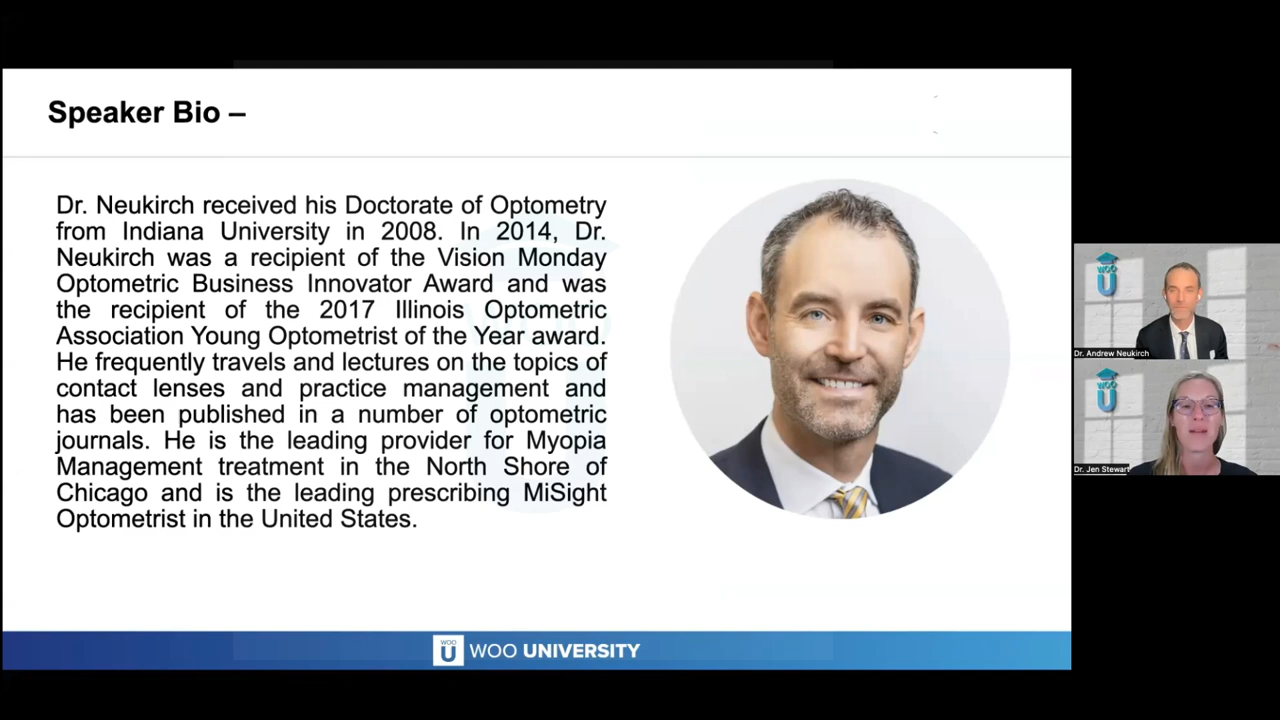 Speaker Bio –
Dr. Neukirch received his Doctorate of Optometry
from Indiana University in 2008. In 2014, Dr.
Neukirch was a recipient of the Vision Monday
Optometric Business Innovator Award and was
the recipient of the 2017 Illinois Optometric
Association Young Optometrist of the Year award.
He frequently travels and lectures on the topics of
contact lenses and practice management and
has been published in a number of optometric
journals. He is the leading provider for Myopia
Management treatment in the North Shore of
Chicago and is the leading prescribing MiSight
Optometrist in the United States.
WOO
U
WOO UNIVERSITY
WOO
U
Dr. Andrew Neukirch
WOO
U
Dr. Jen Stewart